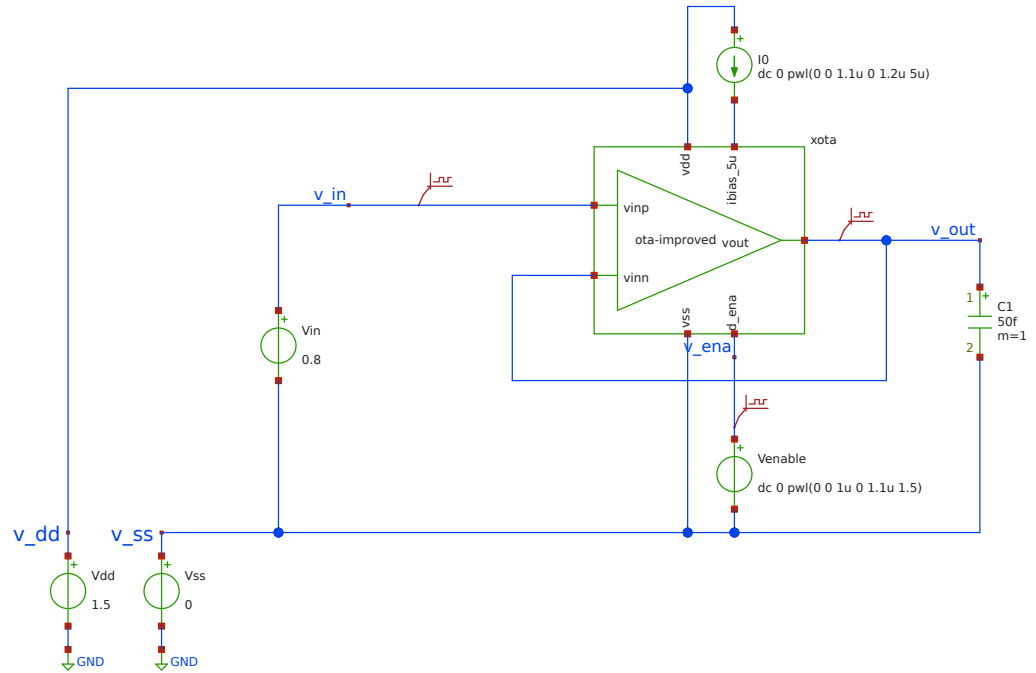 I0
dc 0 pwl(0 0 1.1u 0 1.2u 5u)
xota
vdd
ibias_5u
v_in
vinp
ota-improved
vout
v_out
vinn
1
C1
50f
m=1
2
Vin
0.8
vss
d_ena
v_ena
Venable
dc 0 pwl(0 0 1u 0 1.1u 1.5)
v_dd
v_ss
Vdd
1.5
Vss
0
GND
GND